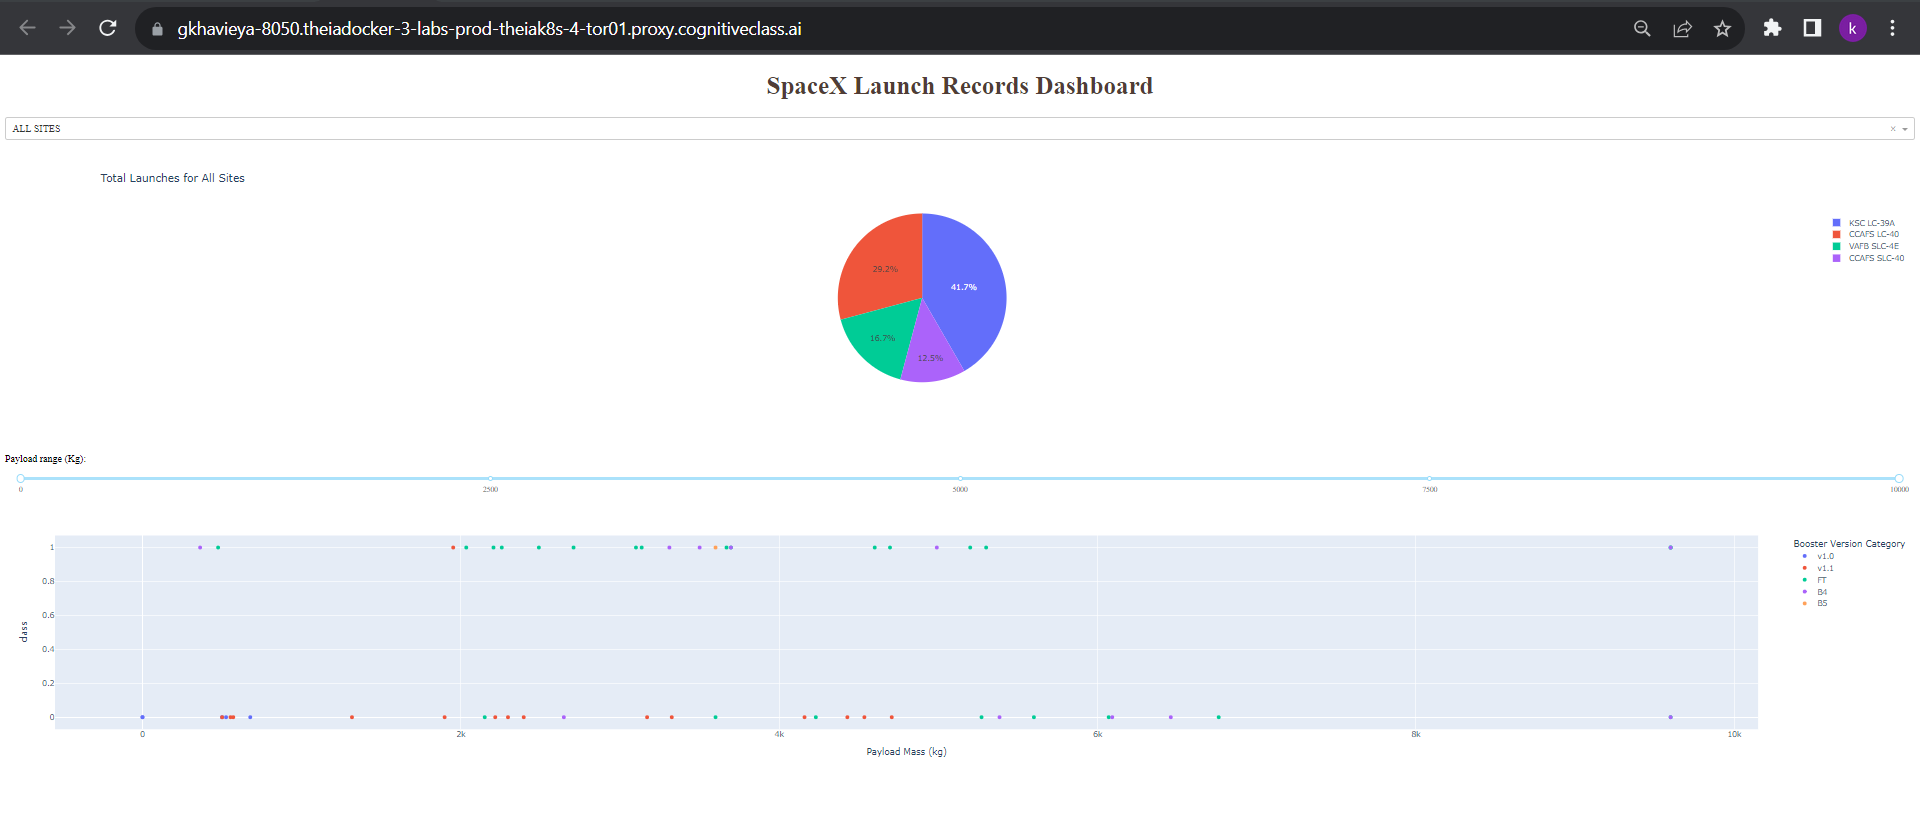 gkhavieya-8050.theiadocker-3-labs-prod-theiak8s-4-tor01.proxy.cognitiveclass.ai
k
SpaceX Launch Records Dashboard
ALL SITES
× 
Total Launches for All Sites
KSC LC-39A
CCAFS LC-40
VAFB SLC-4E
CCAFS SLC-40
29.2%
41.7%
16.7%
12.5%
Payload range (Kg):
0 2500 5000 7500 10000
Booster Version Category
v1.0
v1.1
FT
B4
B5
1
0.8
0.6
0.4
0.2
0
class
0 2k 4k 6k 8k 10k
Payload Mass (kg)